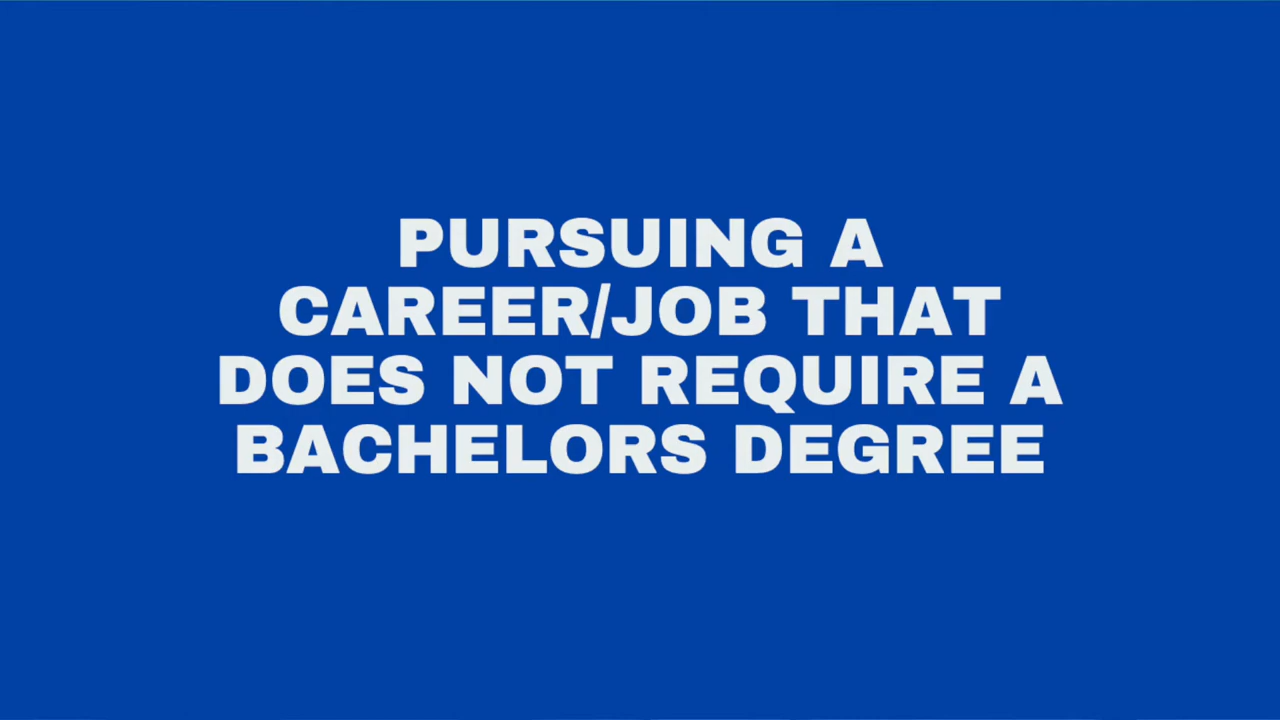 PURSUING A
CAREER/JOB THAT
DOES NOT REQUIRE A
BACHELORS DEGREE